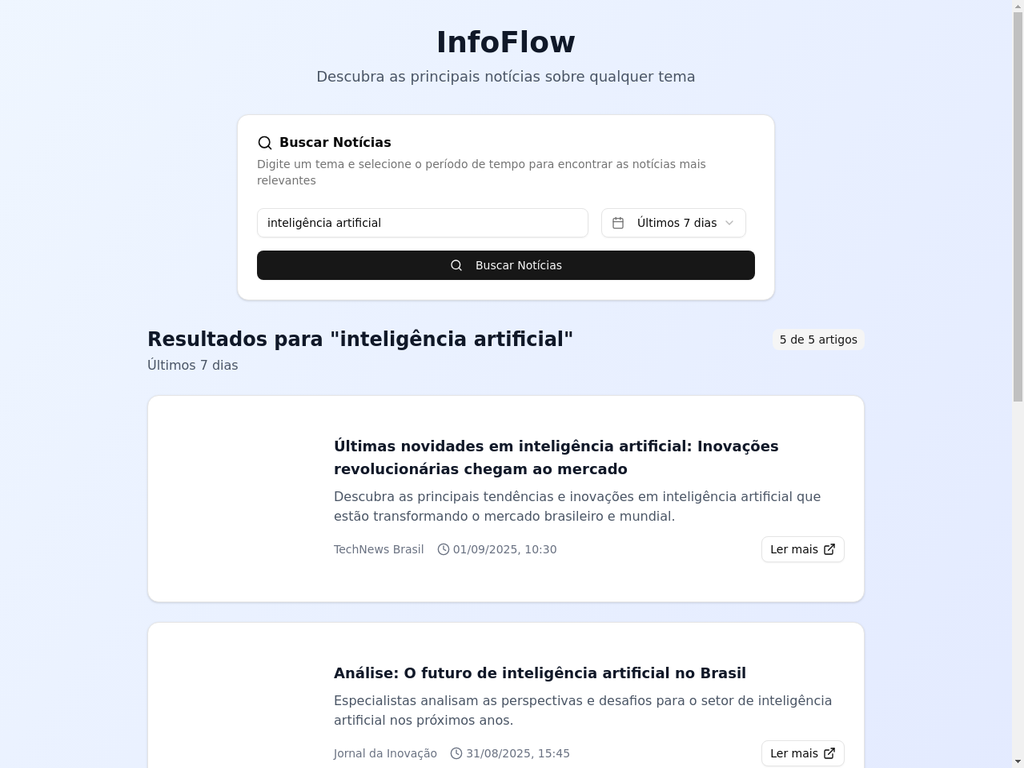 InfoFlow
Descubra as principais notícias sobre qualquer tema
Buscar Notícias
Digite um tema e selecione o período de tempo para encontrar as notícias mais
relevantes
inteligência artificial
Últimos 7 dias
Buscar Notícias
Resultados para "inteligência artificial"
5 de 5 artigos
Últimos 7 dias
Últimas novidades em inteligência artificial: Inovações
revolucionárias chegam ao mercado
Descubra as principais tendências e inovações em inteligência artificial que
estão transformando o mercado brasileiro e mundial.
TechNews Brasil 01/09/2025, 10:30 Ler mais
Análise: O futuro de inteligência artificial no Brasil
Especialistas analisam as perspectivas e desafios para o setor de inteligência
artificial nos próximos anos.
Jornal da Inovação 31/08/2025, 15:45 Ler mais